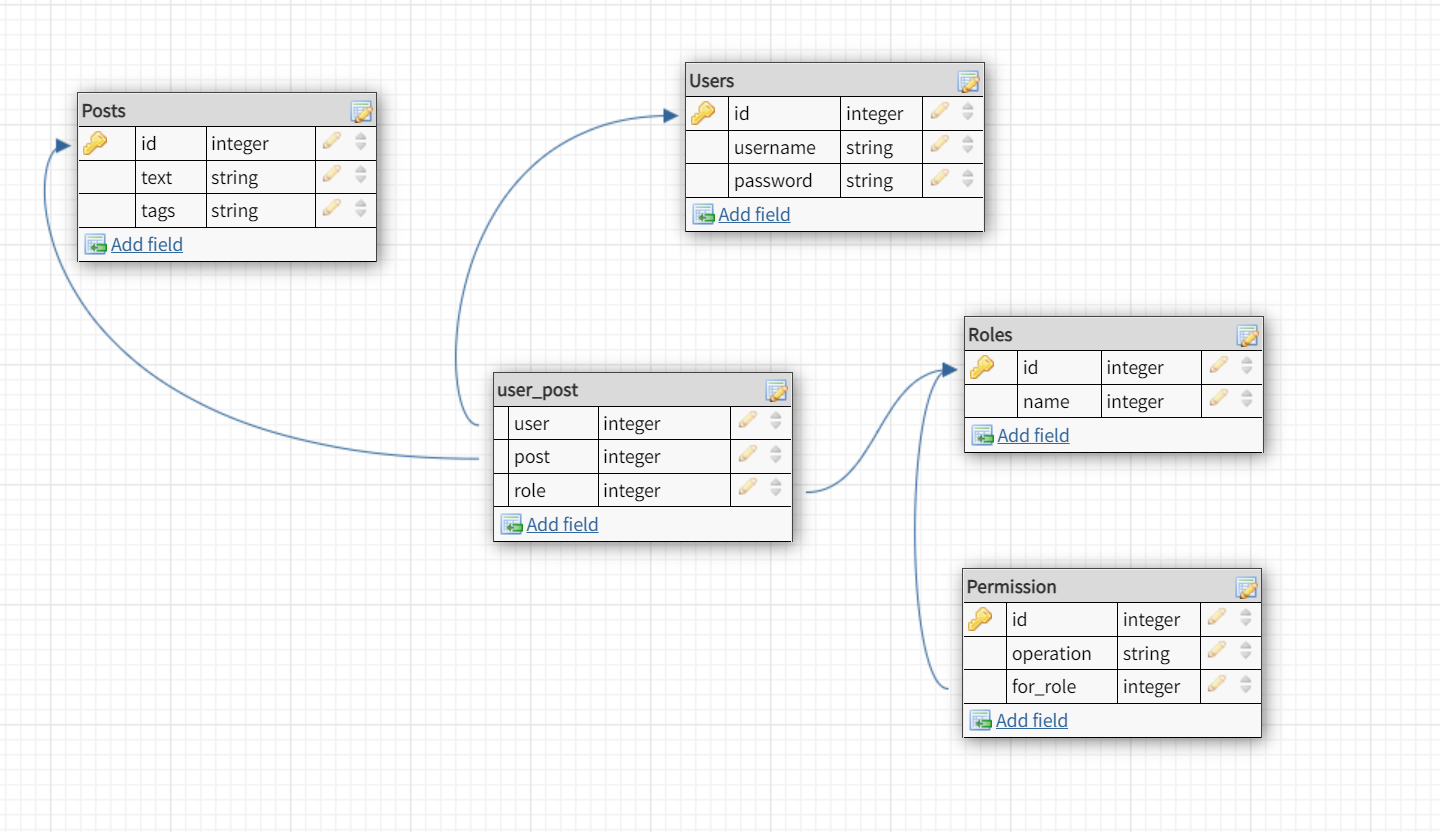 Posts
id integer
text string
tags string
Add field
Users
id integer
username string
password string
Add field
user_post
user integer
post integer
role integer
Add field
Roles
id integer
name integer
Add field
Permission
id integer
operation string
for_role integer
Add field